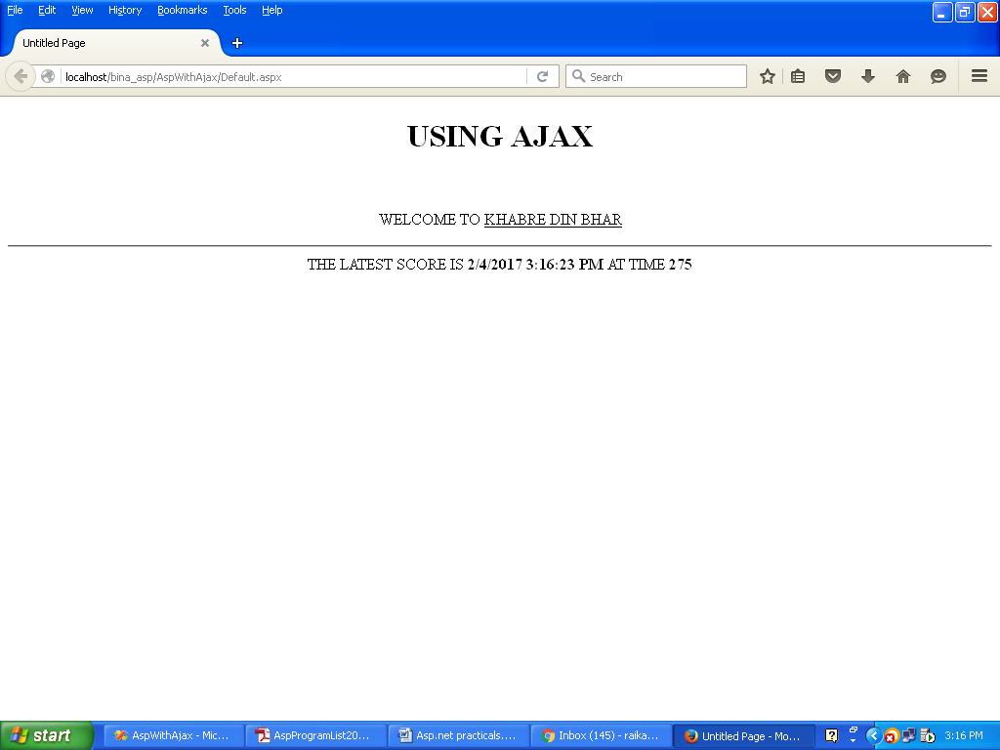 File Edit View History Bookmarks Tools Help
Untitled Page
localhost/bina_asp/AspWithAjax/Default.aspx Search
USING AJAX
WELCOME TO KHABRE DIN BHAR
THE LATEST SCORE IS 2/4/2017 3:16:23 PM AT TIME 275
start AspWithAjax - Mic... AspProgramList20... Asp.net practicals.... Inbox (145) - raika... Untitled Page - Mo... 3:16 PM